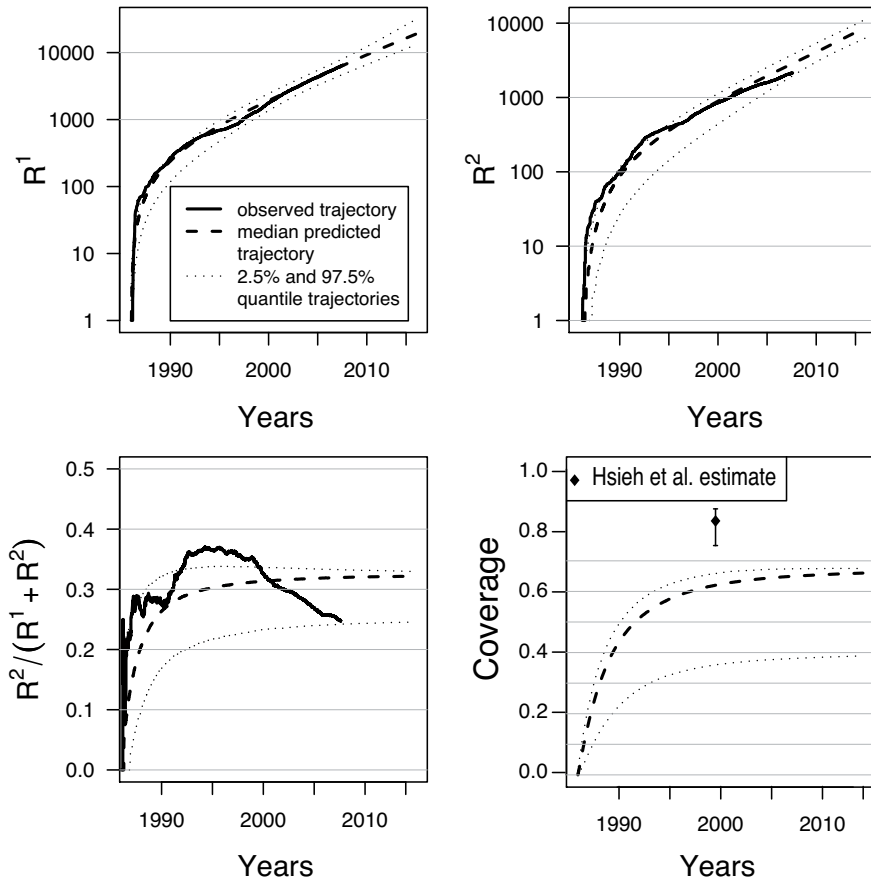 10000
1000
100
10
1
R¹
observed trajectory
median predicted
trajectory
2.5% and 97.5%
quantile trajectories
1990
2000
2010
Years
10000
1000
100
10
1
R²
1990
2000
2010
Years
0.5
0.4
0.3
0.2
0.1
0.0
R²/(R¹ + R²)
1990
2000
2010
Years
1.0
0.8
0.6
0.4
0.2
0.0
Coverage
Hsieh et al. estimate
1990
2000
2010
Years